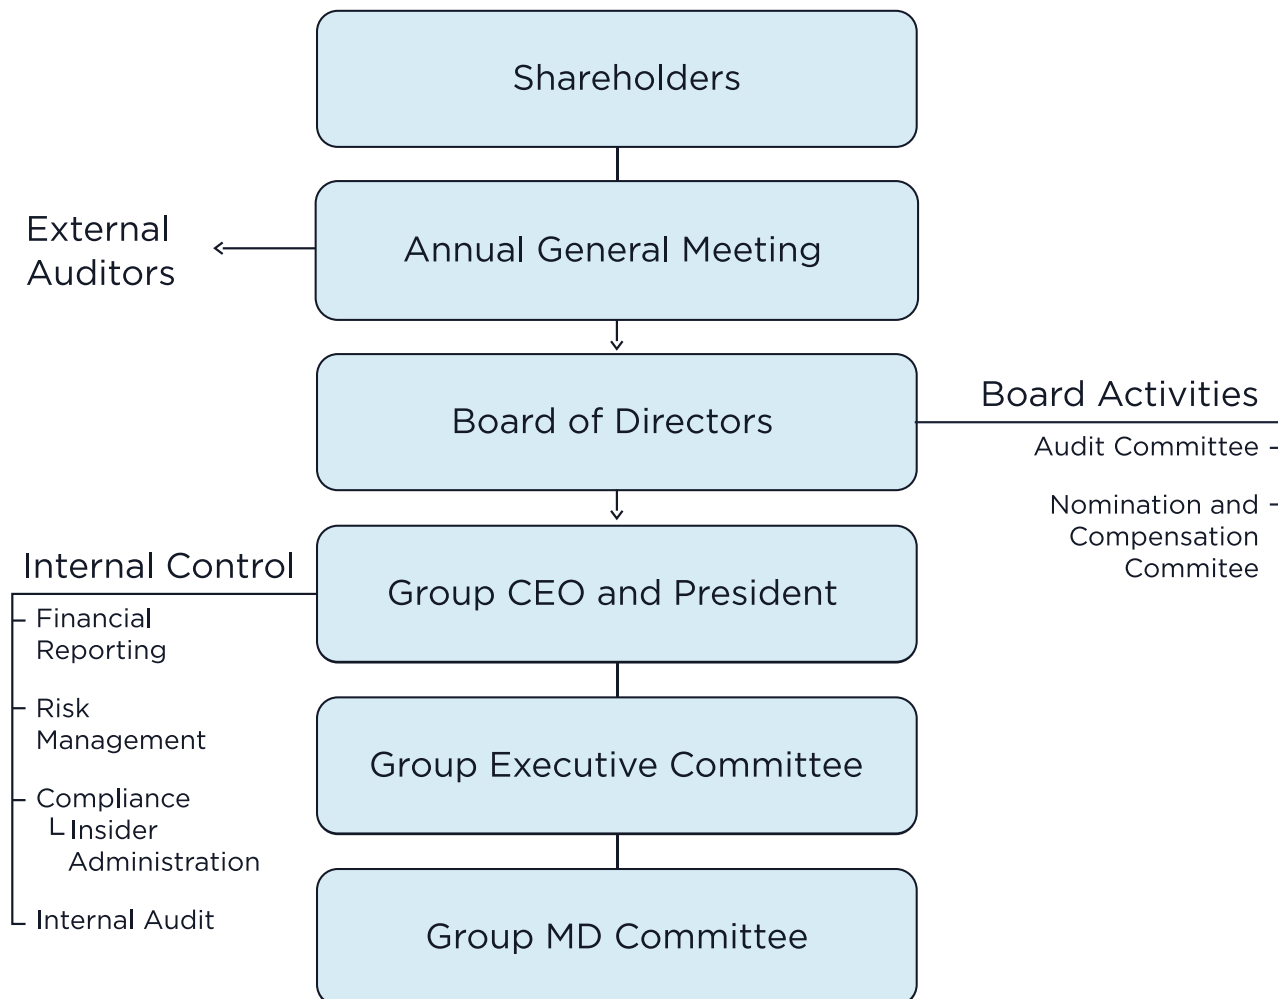 Shareholders
External
Auditors
Annual General Meeting
Board of Directors
Board Activities
Audit Committee
Nomination and
Compensation
Commitee
Internal Control
Financial
Reporting
Risk
Management
Compliance
Insider
Administration
Internal Audit
Group CEO and President
Group Executive Committee
Group MD Committee